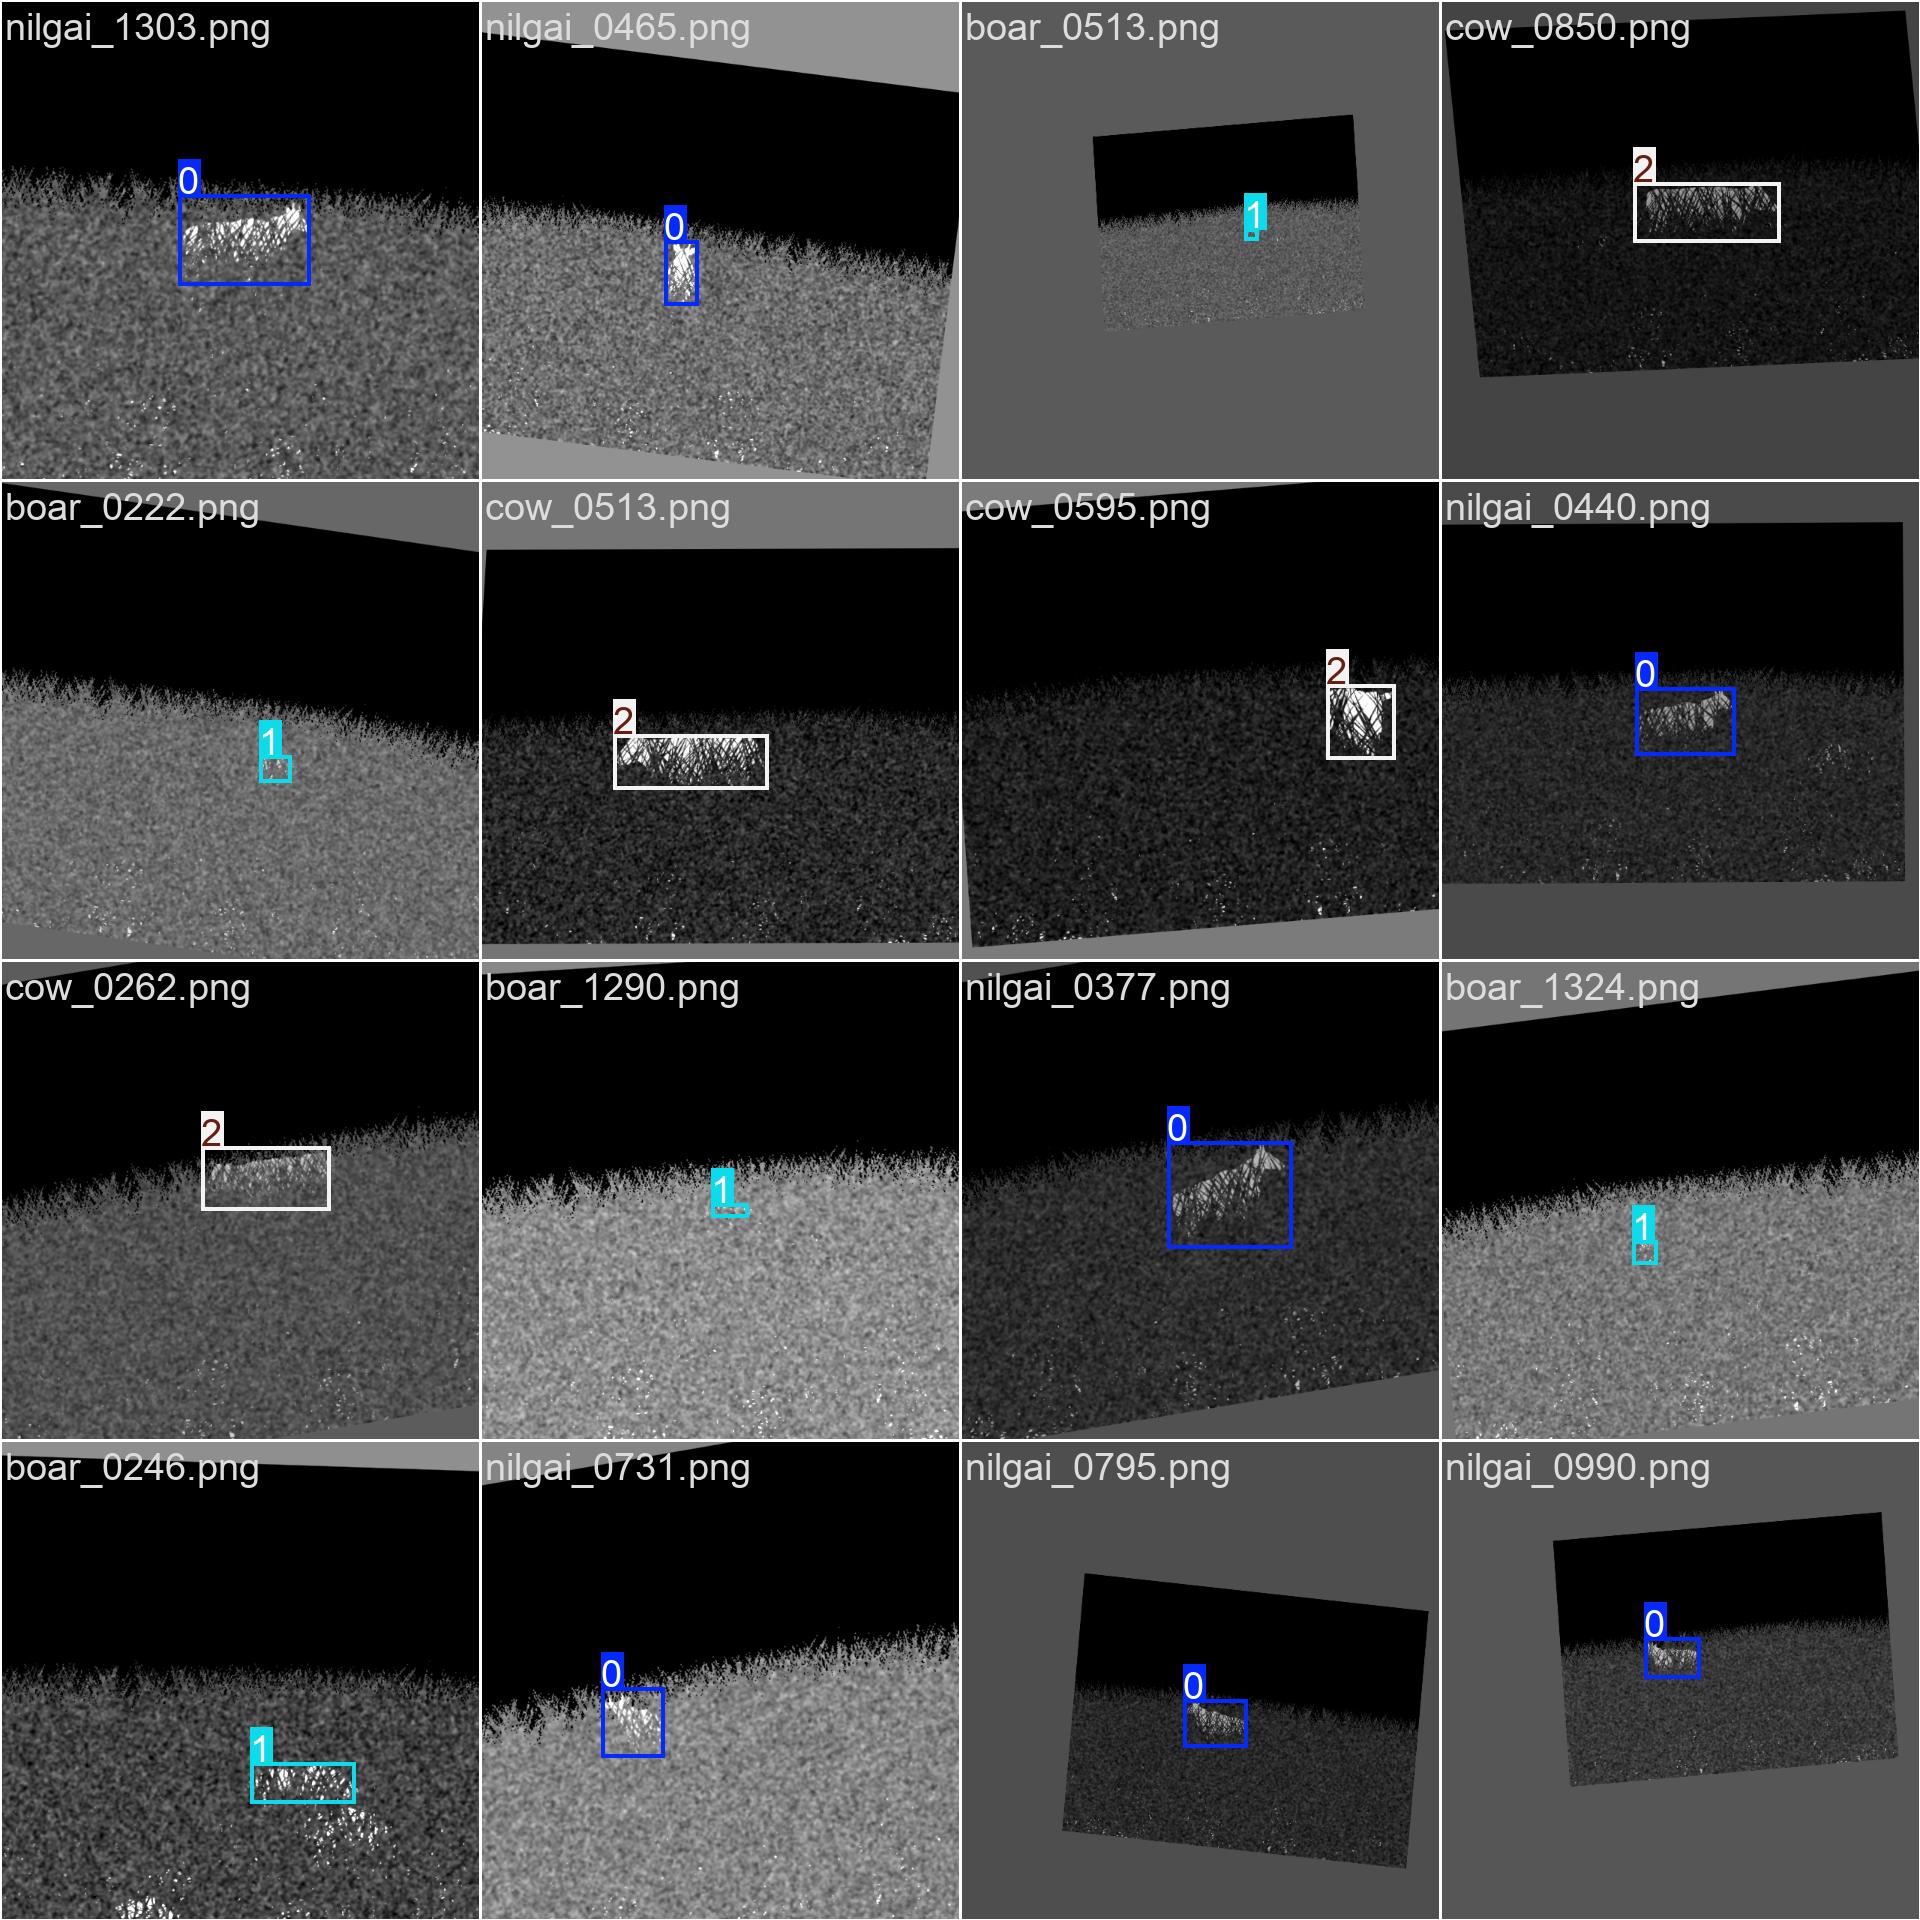 nilgai_1303.png
0
nilgai_0465.png
0
boar_0513.png
1
cow_0850.png
2
boar_0222.png
1
cow_0513.png
2
cow_0595.png
2
nilgai_0440.png
0
cow_0262.png
2
boar_1290.png
1
nilgai_0377.png
0
boar_1324.png
1
boar_0246.png
1
nilgai_0731.png
0
nilgai_0795.png
0
nilgai_0990.png
0